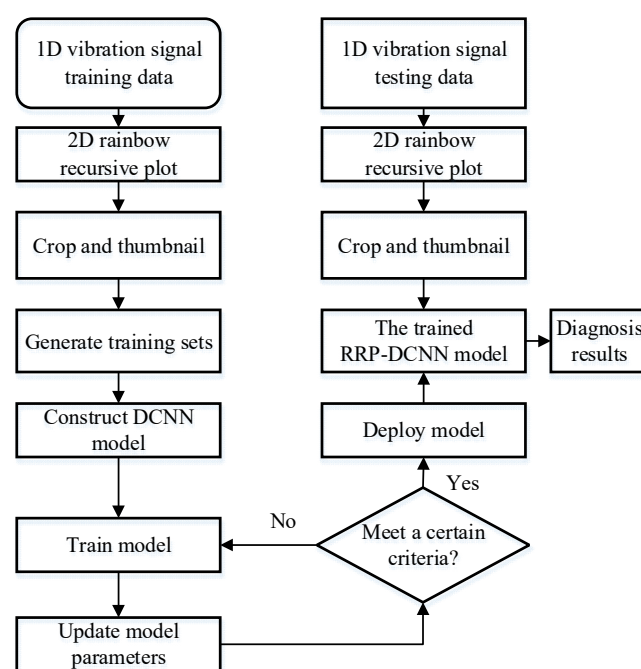 1D vibration signal
training data
2D rainbow
recursive plot
Crop and thumbnail
Generate training sets
Construct DCNN
model
Train model
Update model
parameters
1D vibration signal
testing data
2D rainbow
recursive plot
Crop and thumbnail
The trained
RRP-DCNN model
Diagnosis
results
Deploy model
Yes
No
Meet a certain
criteria?